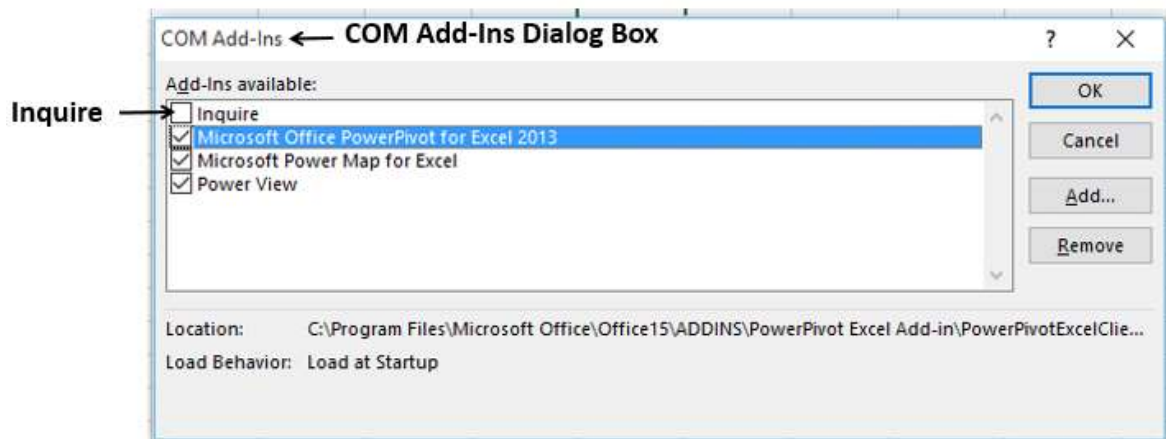 COM Add-Ins COM Add-Ins Dialog Box ?
Add-Ins available:
OK
Inquire
Inquire
Microsoft Office PowerPivot for Excel 2013
Cancel
Microsoft Power Map for Excel
Power View
Add...
Remove
Location: C:\Program Files\Microsoft Office\Office15\ADDINS\PowerPivot Excel Add-in\PowerPivotExcelClie...
Load Behavior: Load at Startup